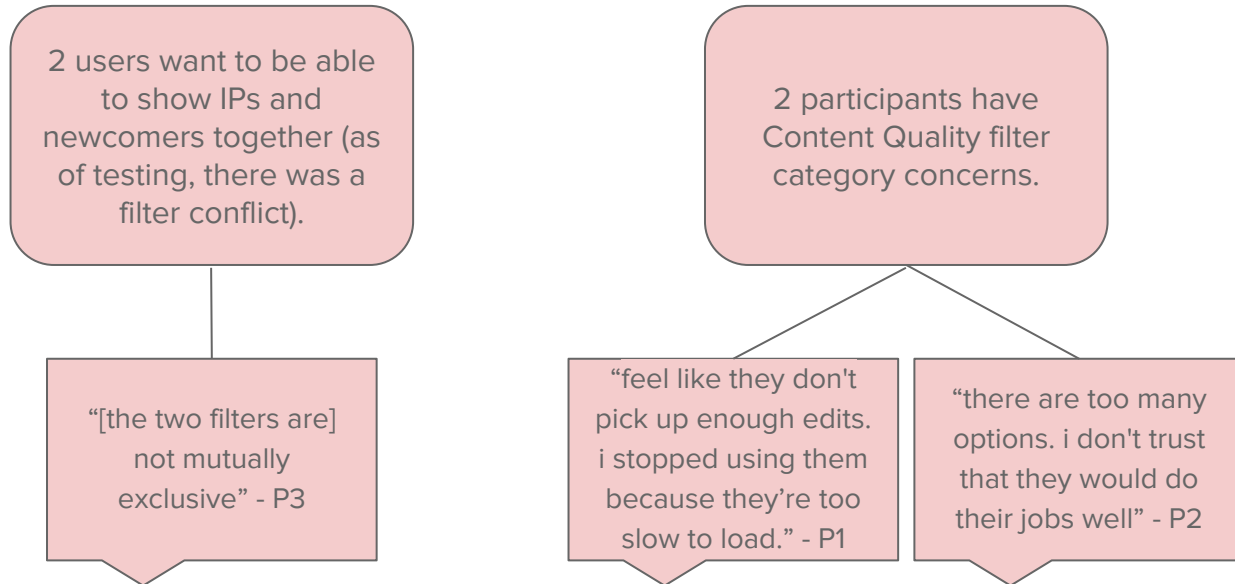 2 users want to be able
to show IPs and
newcomers together (as
of testing, there was a
filter conflict).
2 participants have
Content Quality filter
category concerns.
“[the two filters are]
not mutually
exclusive” - P3
“feel like they don't
pick up enough edits.
i stopped using them
because they’re too
slow to load.” - P1
“there are too many
options. i don't trust
that they would do
their jobs well” - P2